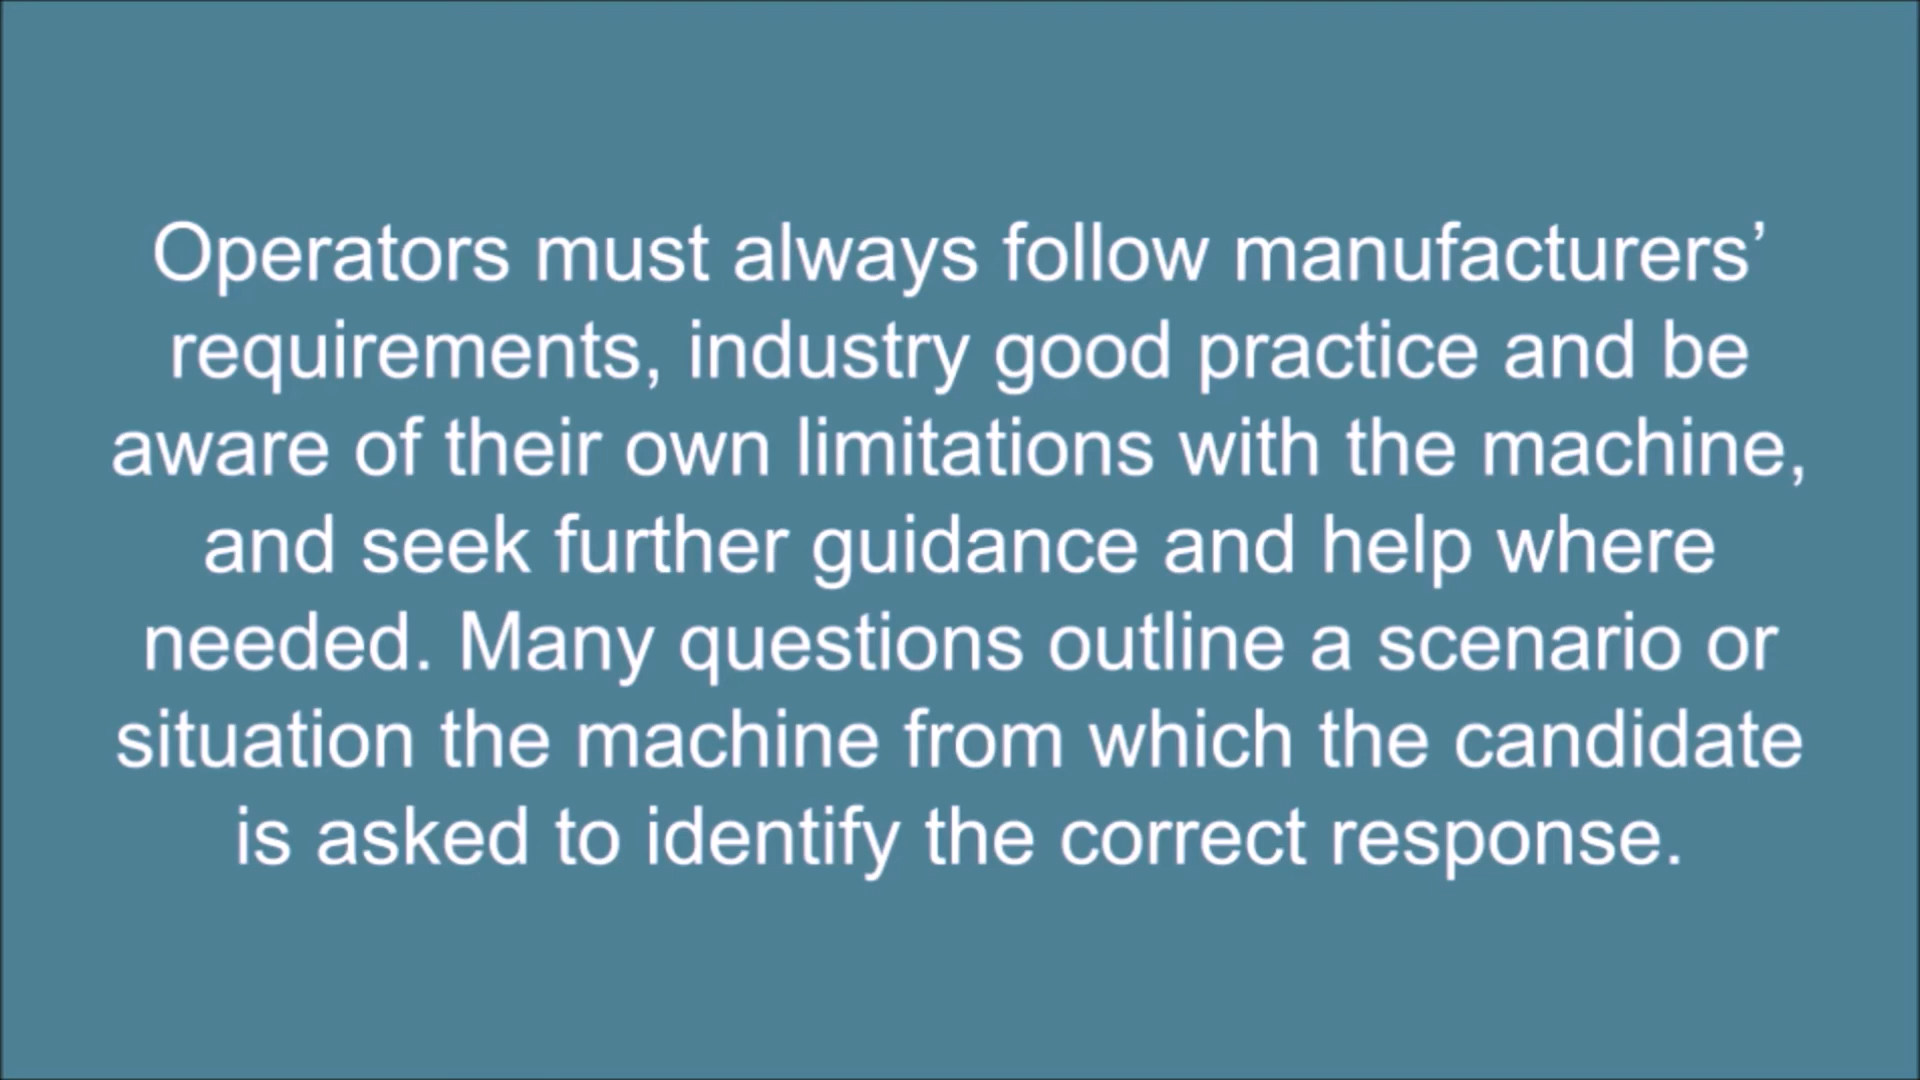 Operators must always follow manufacturers’
requirements, industry good practice and be
aware of their own limitations with the machine,
and seek further guidance and help where
needed. Many questions outline a scenario or
situation the machine from which the candidate
is asked to identify the correct response.